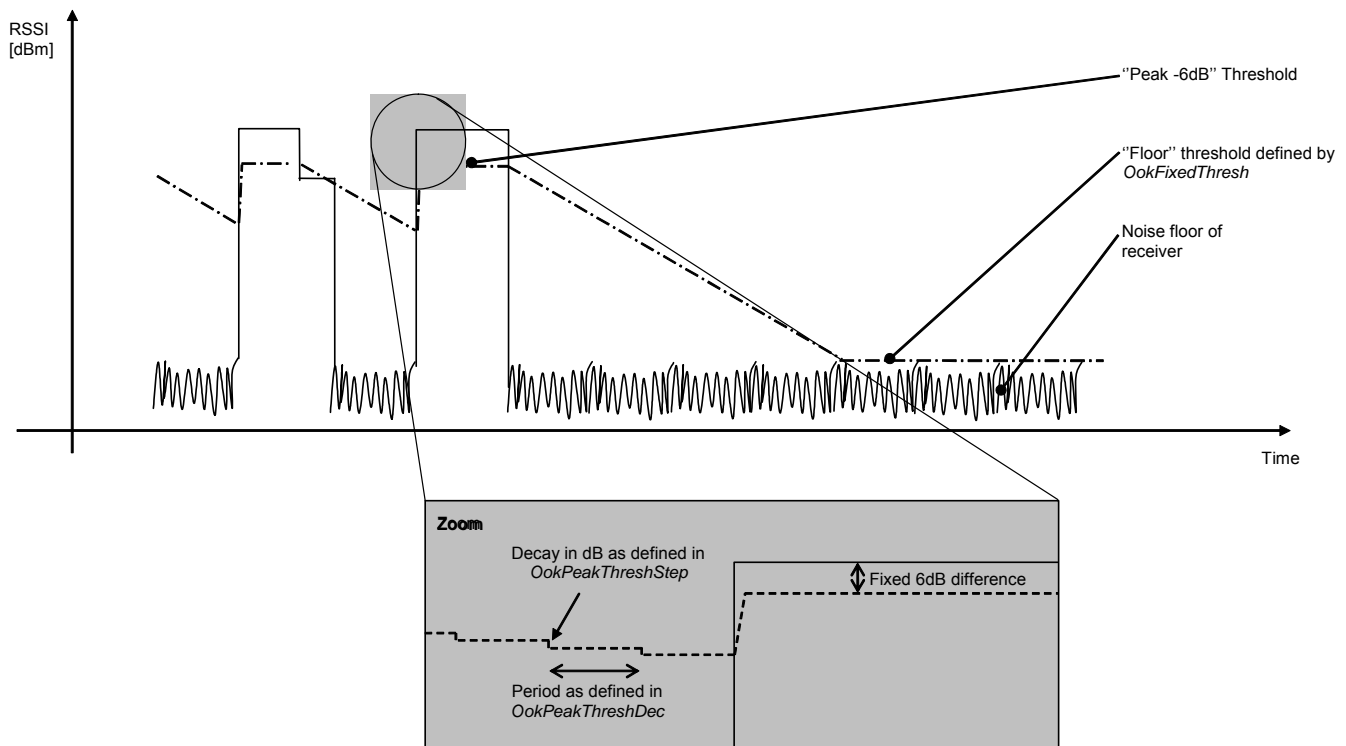 RSSI
[dBm]
‘’Peak -6dB’’ Threshold
‘’Floor’’ threshold defined by
OokFixedThresh
Noise floor of
receiver
Time
Zoom
Decay in dB as defined in
OokPeakThreshStep
Fixed 6dB difference
Period as defined in
OokPeakThreshDec